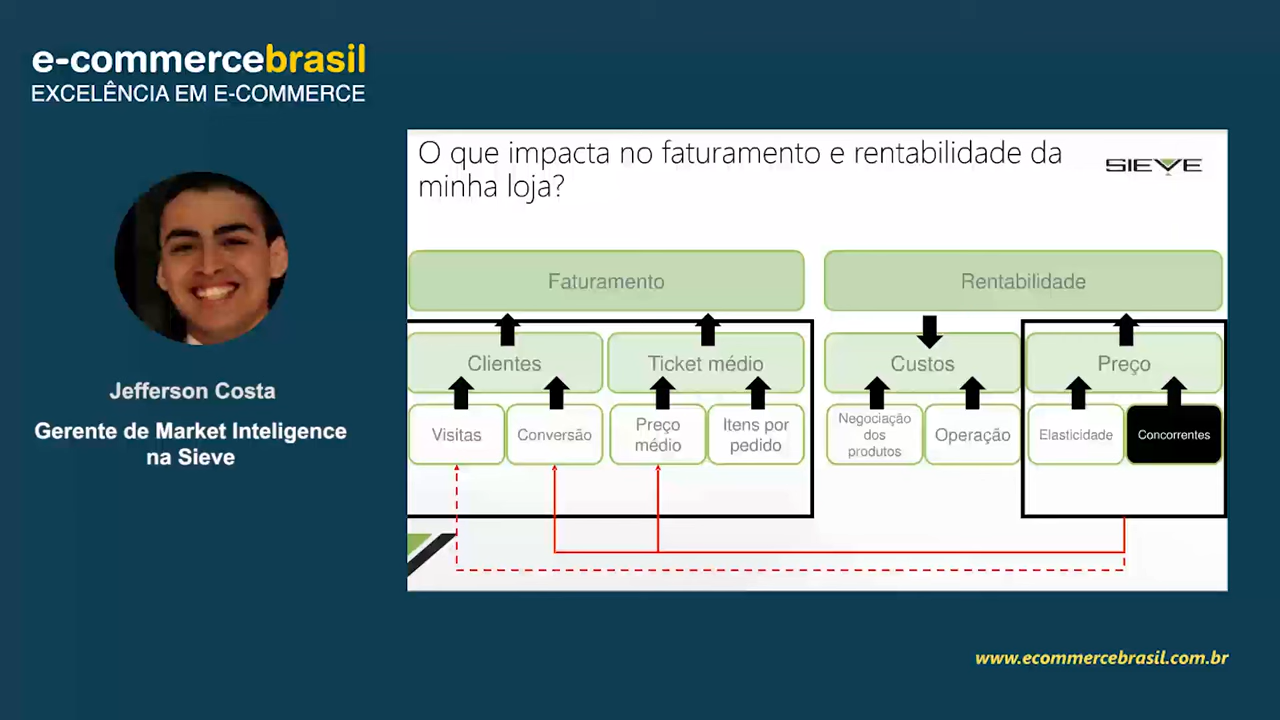 e-commercebrasil
EXCELÊNCIA EM E-COMMERCE
Jefferson Costa
Gerente de Market Inteligence
na Sieve
O que impacta no faturamento e rentabilidade da
minha loja?
SIEVE
Faturamento
Rentabilidade
Clientes
Ticket médio
Custos
Preço
Visitas
Conversão
Preço
médio
Itens por
pedido
Negociação
dos
produtos
Operação
Elasticidade
Concorrentes
www.ecommercebrasil.com.br